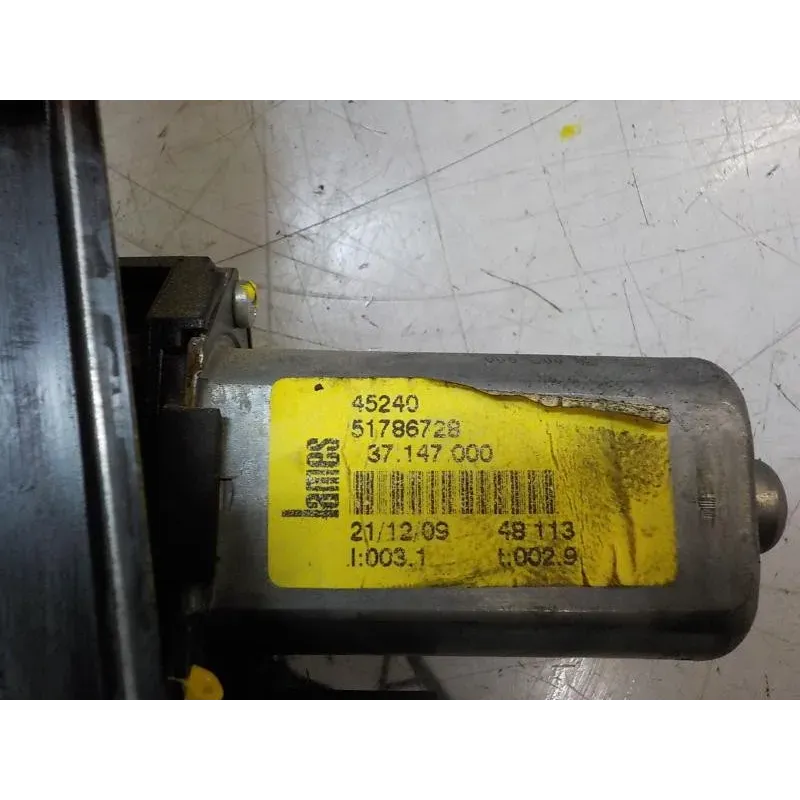 lames
45240
51786728
37.147 000
21/12/09 48 113
I:003.1 t:002.9